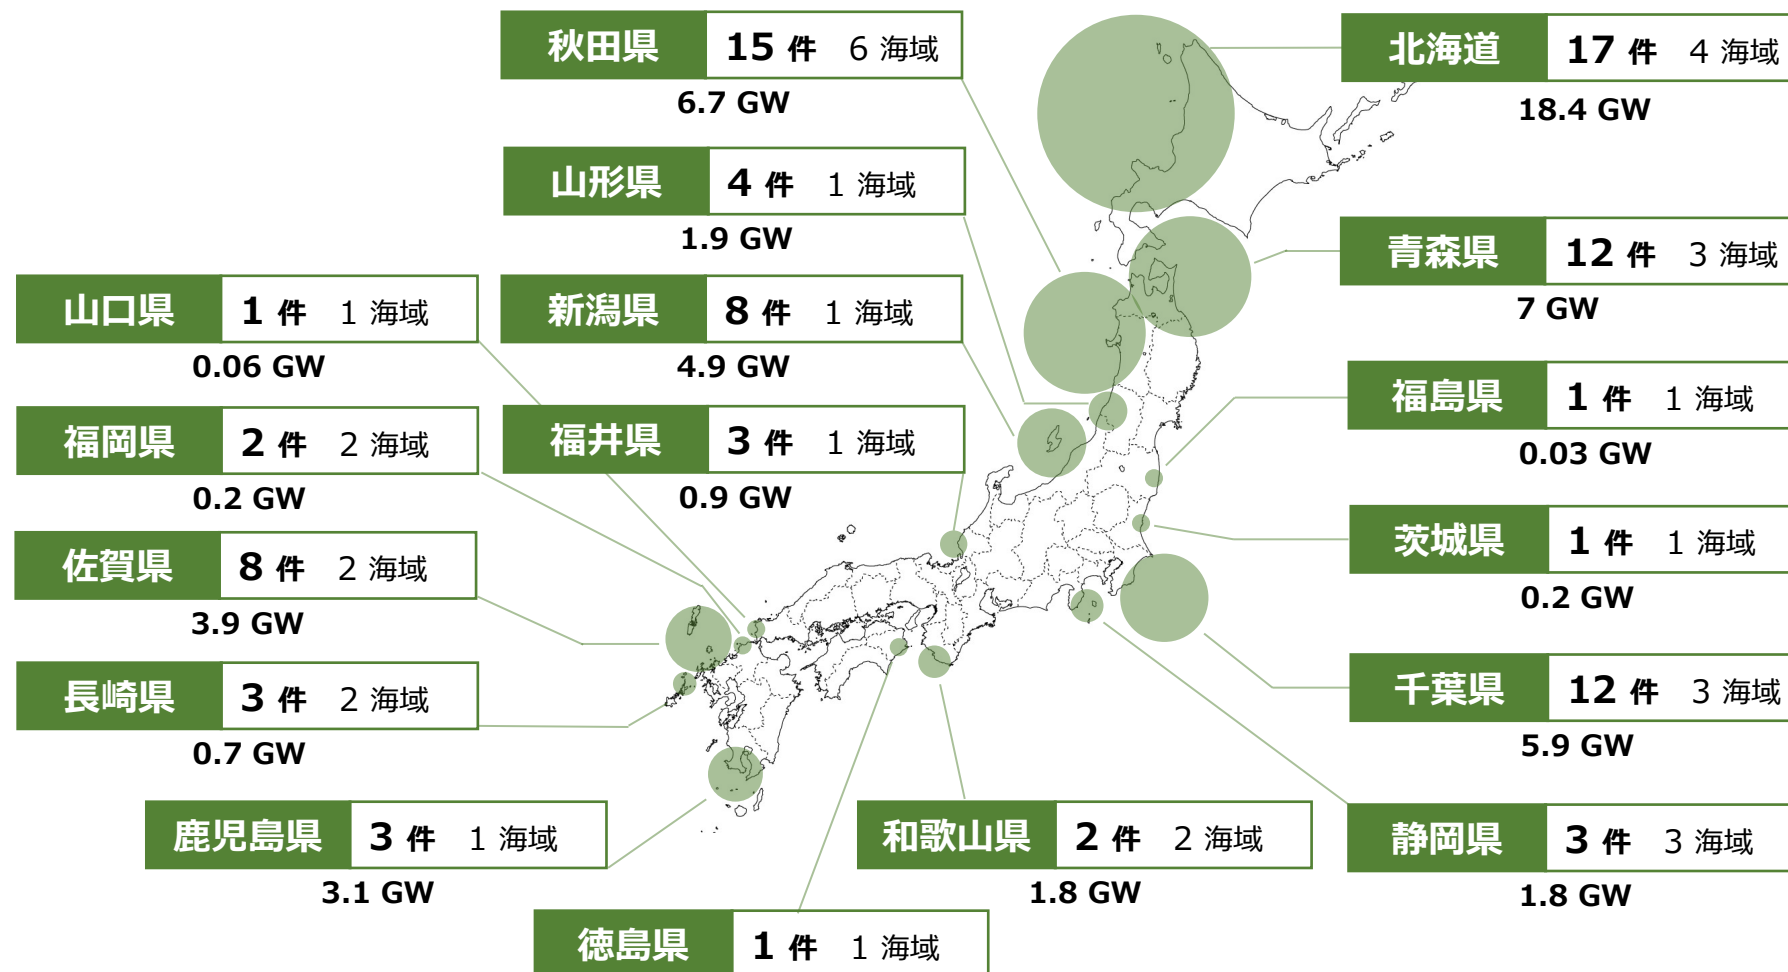 秋田県 15 件 6 海域
6.7 GW
北海道 17 件 4 海域
18.4 GW
山形県 4 件 1 海域
1.9 GW
青森県 12 件 3 海域
7 GW
山口県 1 件 1 海域
0.06 GW
新潟県 8 件 1 海域
4.9 GW
福島県 1 件 1 海域
0.03 GW
福岡県 2 件 2 海域
0.2 GW
福井県 3 件 1 海域
0.9 GW
茨城県 1 件 1 海域
0.2 GW
佐賀県 8 件 2 海域
3.9 GW
長崎県 3 件 2 海域
0.7 GW
千葉県 12 件 3 海域
5.9 GW
鹿児島県 3 件 1 海域
3.1 GW
和歌山県 2 件 2 海域
1.8 GW
静岡県 3 件 3 海域
1.8 GW
徳島県 1 件 1 海域